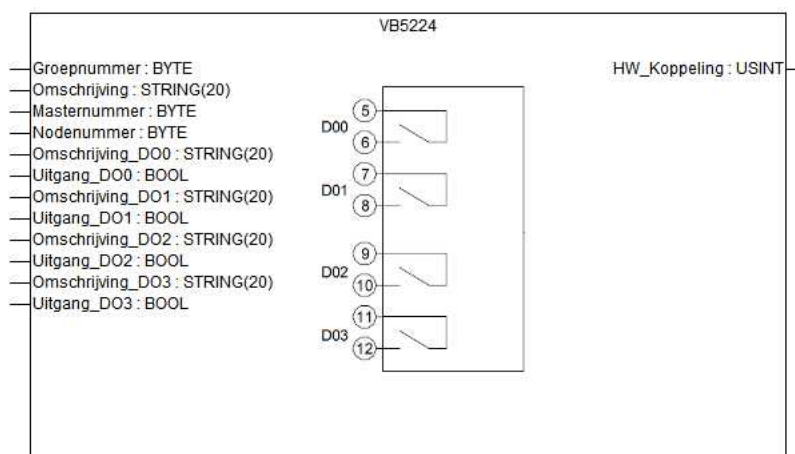 VB5224
Groepnummer : BYTE
HW_Koppeling : USINT
Omschrijving : STRING(20)
Masternummer : BYTE
Nodenummer : BYTE
Omschrijving_DO0 : STRING(20)
Uitgang_DO0 : BOOL
Omschrijving_DO1 : STRING(20)
Uitgang_DO1 : BOOL
Omschrijving_DO2 : STRING(20)
Uitgang_DO2 : BOOL
Omschrijving_DO3 : STRING(20)
Uitgang_DO3 : BOOL
5
D00
6
7
D01
8
9
D02
10
11
D03
12